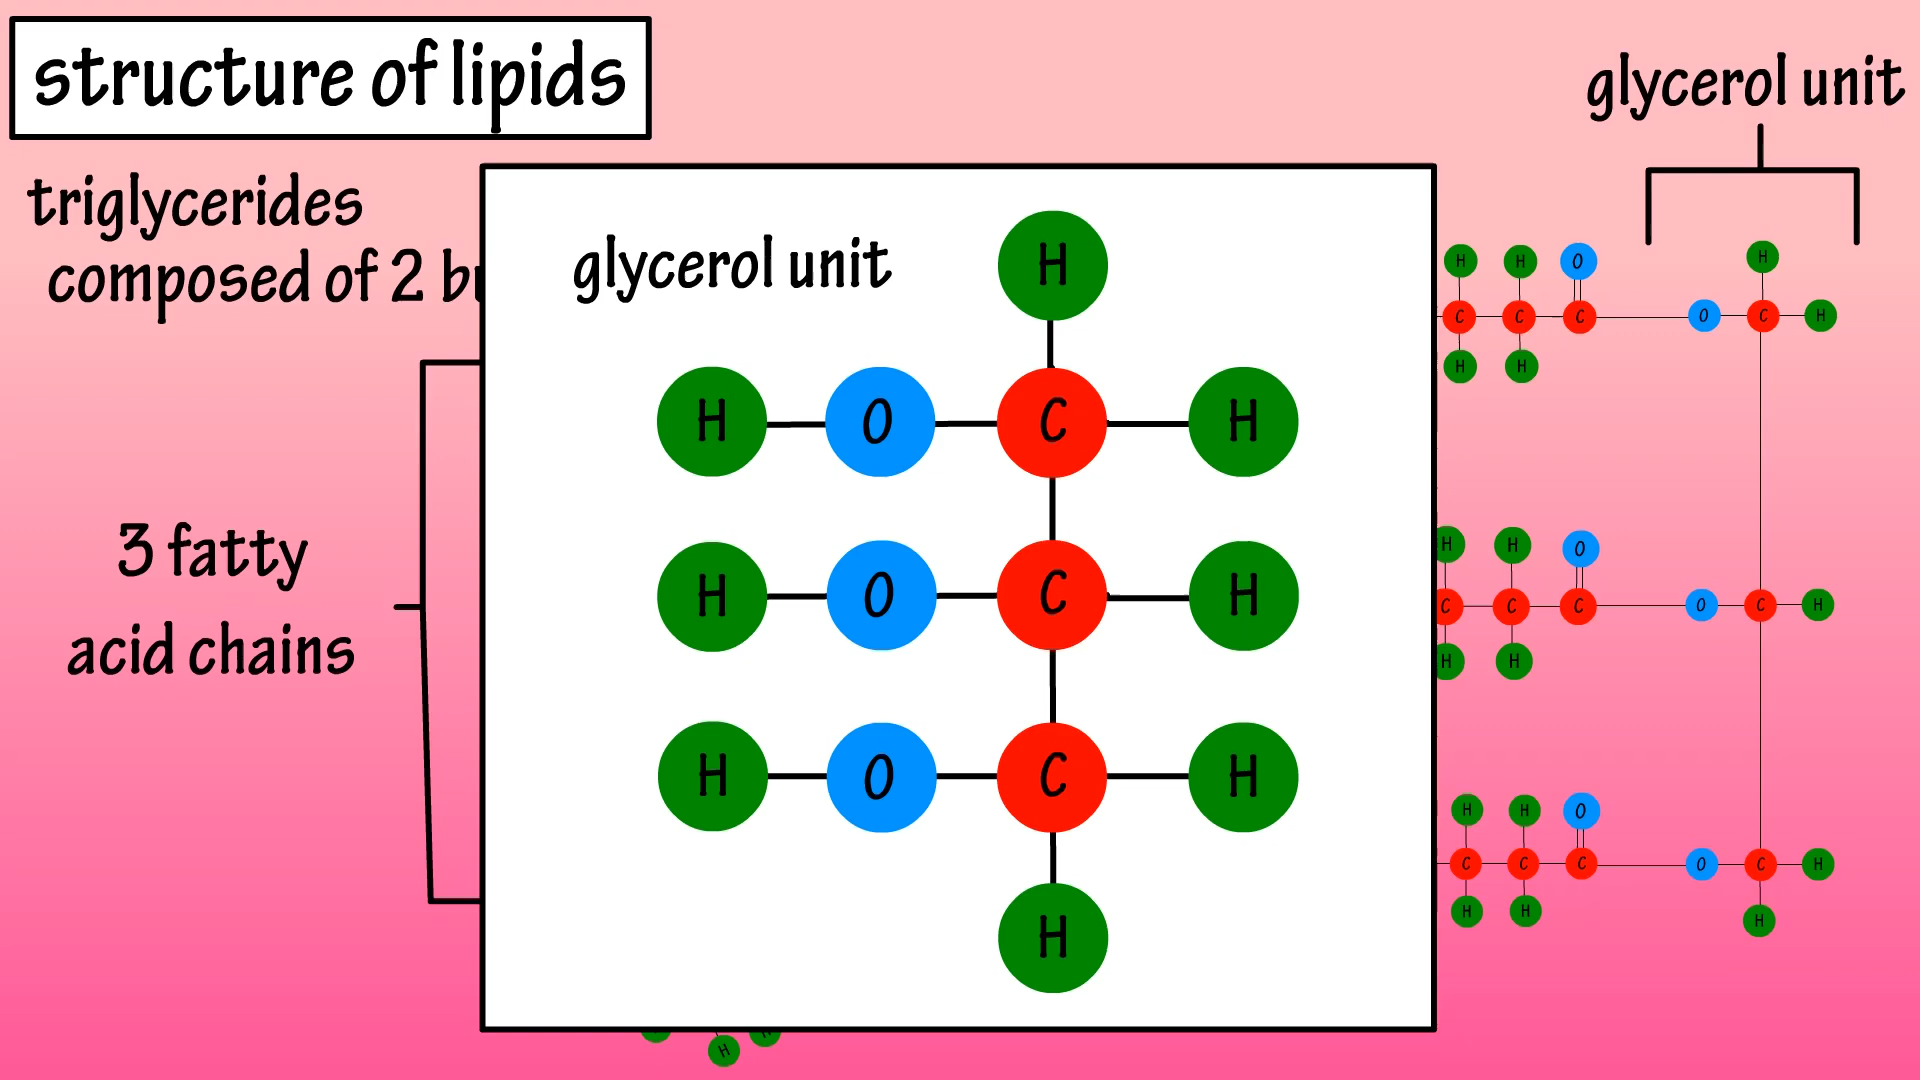 structure of lipids
glycerol unit
triglycerides
composed of 2
glycerol unit
3 fatty
acid chains
H
H O C H
H O C H
H O C H
H
H H O H
C C C O C H
H H
H H O
C C C O C H
H H
H H O
C C C O C H
H H H
H